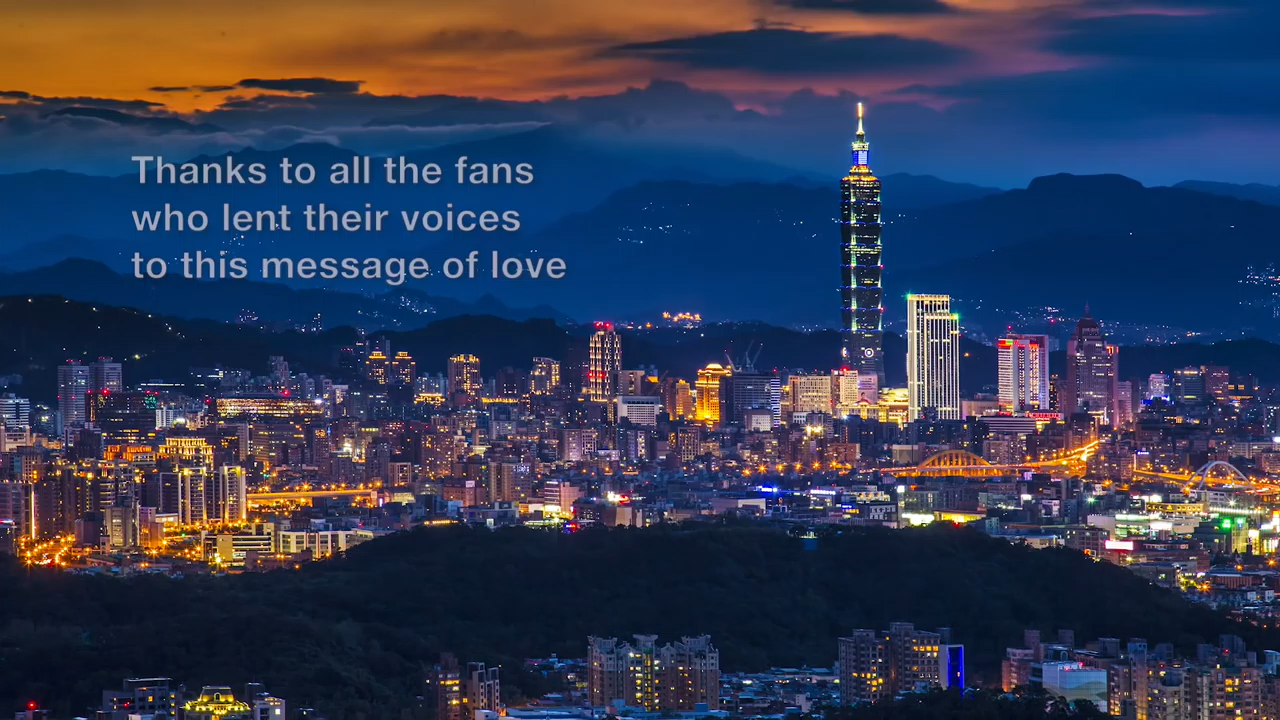 Thanks to all the fans
who lent their voices
to this message of love